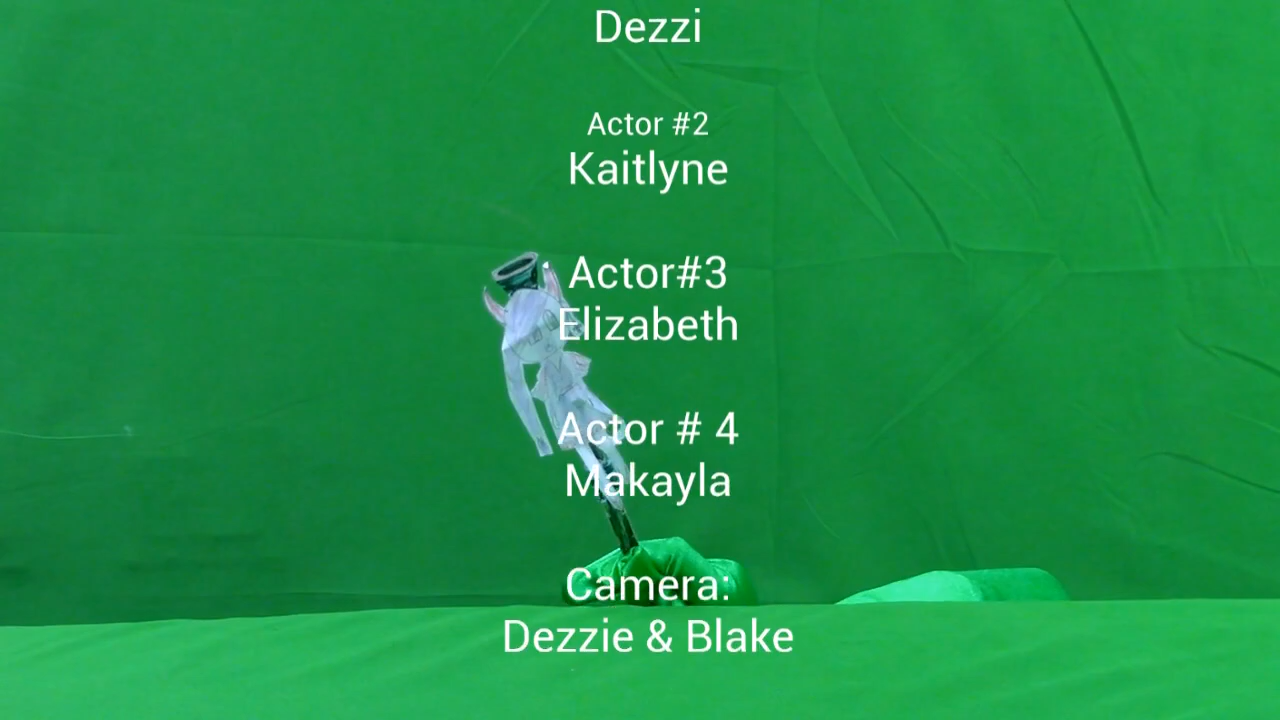 Dezzi
Actor #2
Kaitlyne
Actor#3
Elizabeth
Actor # 4
Makayla
Camera:
Dezzie & Blake